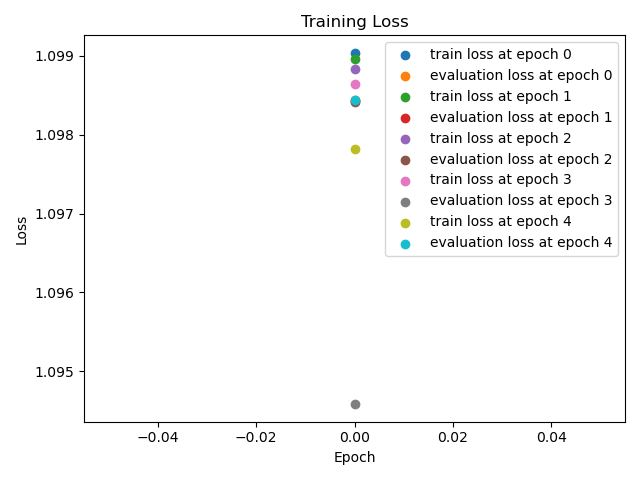 Training Loss
1.099
1.098
1.097
1.096
1.095
Loss
train loss at epoch 0
evaluation loss at epoch 0
train loss at epoch 1
evaluation loss at epoch 1
train loss at epoch 2
evaluation loss at epoch 2
train loss at epoch 3
evaluation loss at epoch 3
train loss at epoch 4
evaluation loss at epoch 4
−0.04 −0.02 0.00 0.02 0.04
Epoch